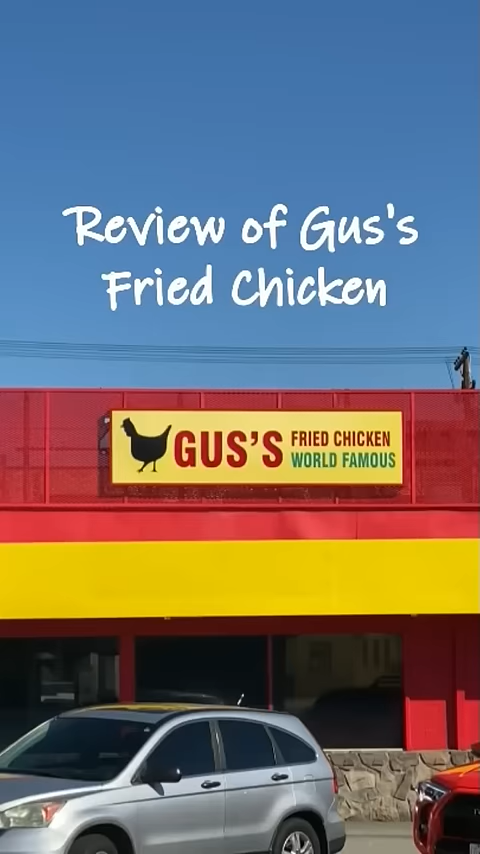 Review of Gus's
Fried Chicken
GUS'S
FRIED CHICKEN
WORLD FAMOUS